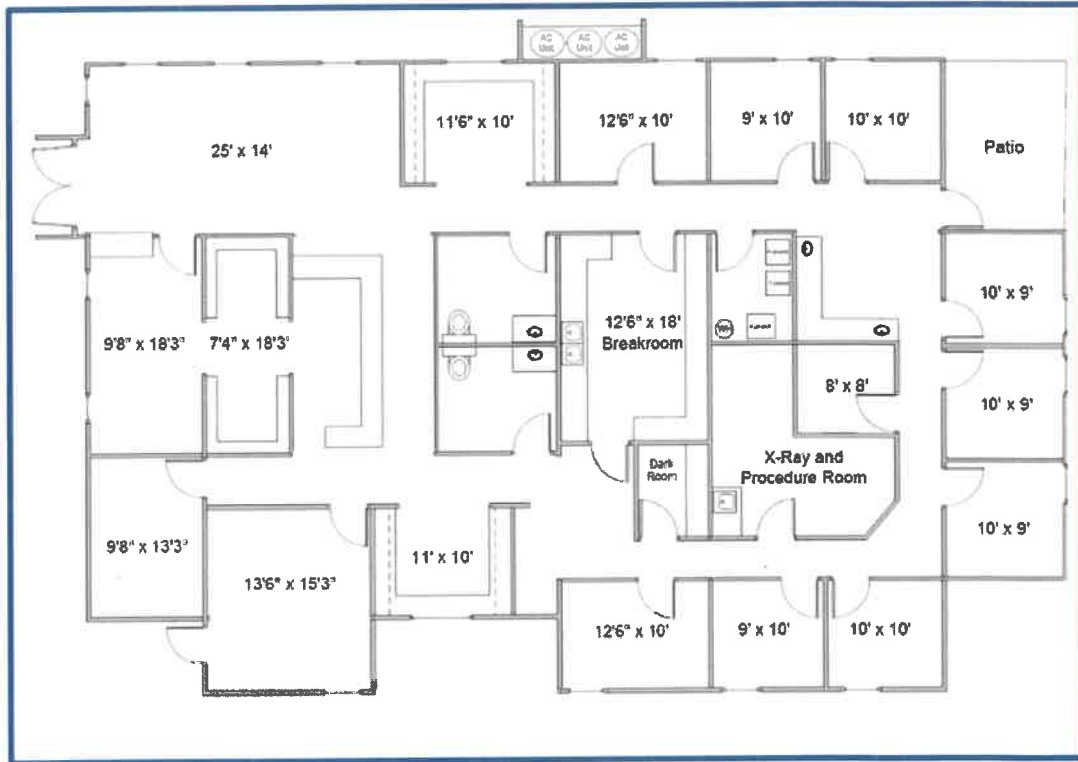 AC
Unit
AC
Unit
AC
Unit
25' x 14'
11'6" x 10'
12'6" x 10'
9' x 10'
10' x 10'
Patio
9'8" x 18'3"
7'4" x 18'3"
12'6" x 18'
Breakroom
WH
10' x 9'
8' x 8'
10' x 9'
Dark
Room
X-Ray and
Procedure Room
10' x 9'
9'8" x 13'3"
13'6" x 15'3"
11' x 10'
12'6" x 10'
9' x 10'
10' x 10'